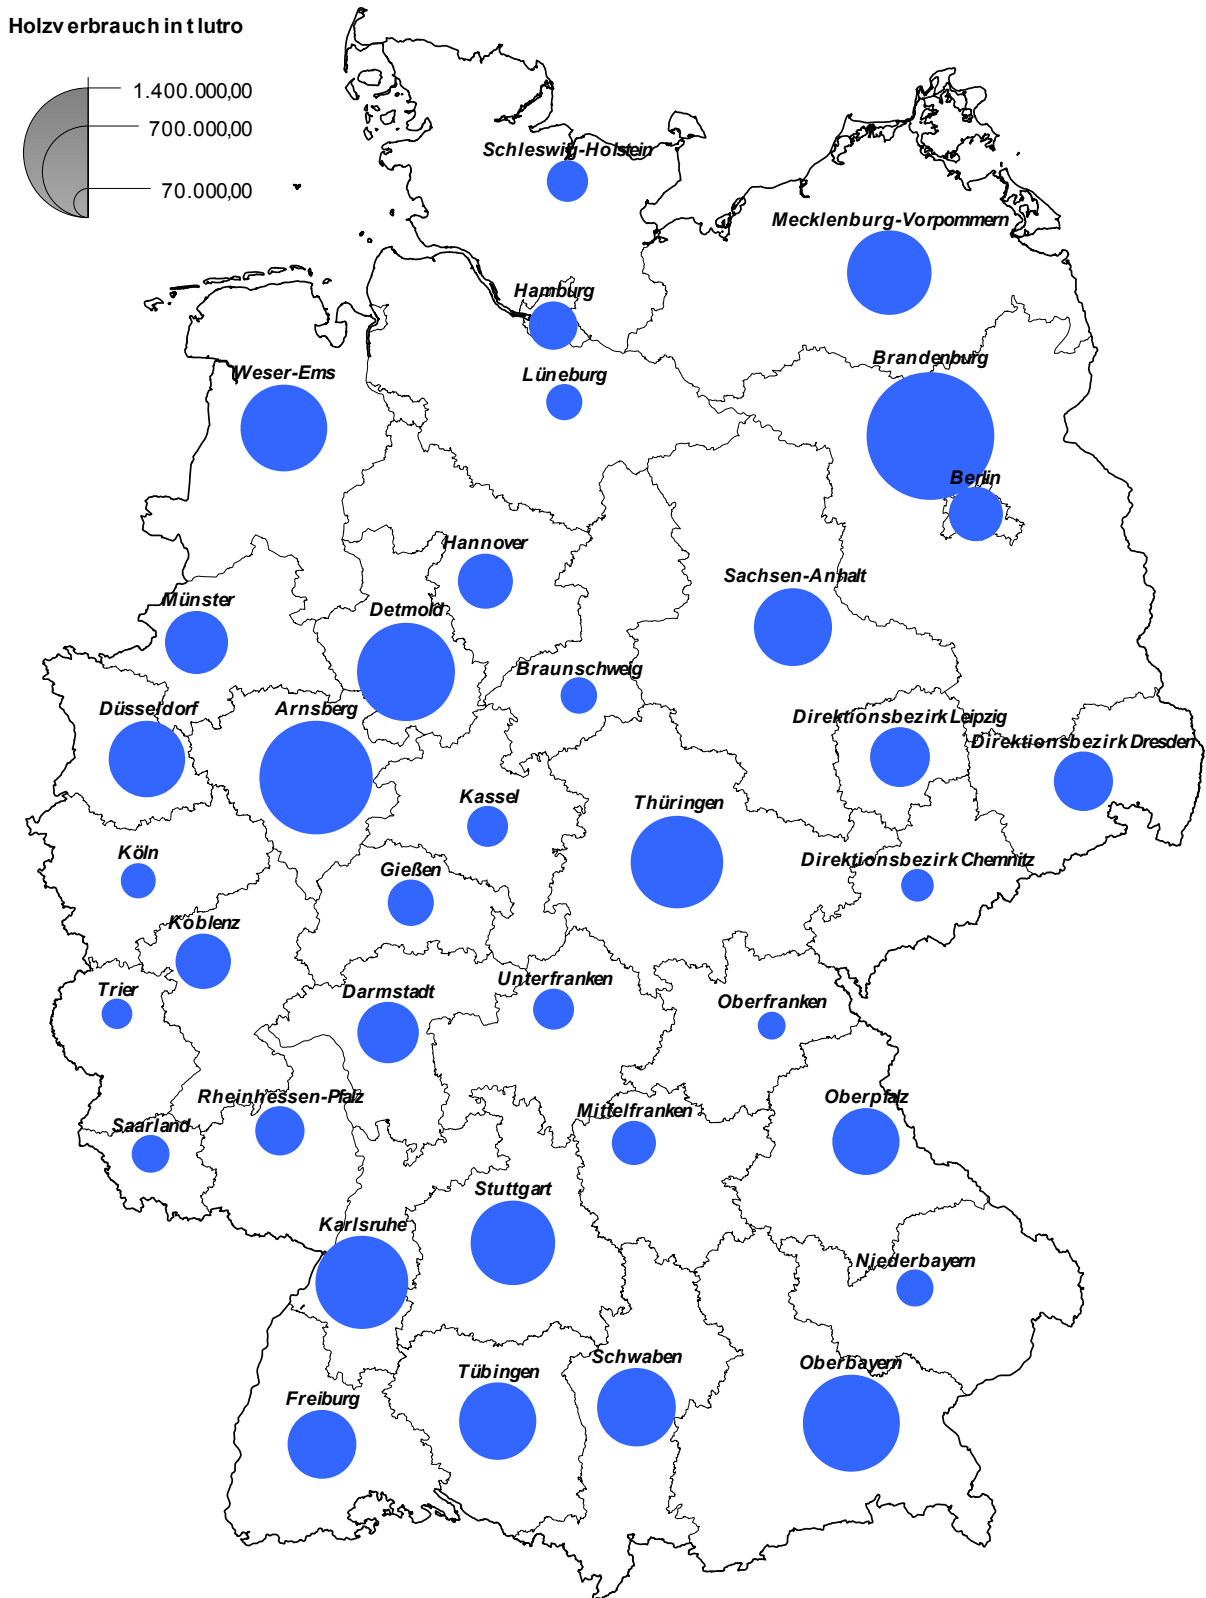 Holzverbrauch in t lutro
1.400.000,00
700.000,00
70.000,00
Schleswig-Holstein
Mecklenburg-Vorpommern
Hamburg
Brandenburg
Weser-Ems
Lüneburg
Berlin
Hannover
Sachsen-Anhalt
Münster
Detmold
Braunschweig
Düsseldorf
Arnsberg
Direktionsbezirk Leipzig
Direktionsbezirk Dresden
Kassel
Thüringen
Köln
Gießen
Direktionsbezirk Chemnitz
Koblenz
Trier
Darmstadt
Unterfranken
Oberfranken
Rheinhessen-Pfalz
Saarland
Mittelfranken
Oberpfalz
Stuttgart
Karlsruhe
Niederbayern
Schwaben
Oberbayern
Tübingen
Freiburg